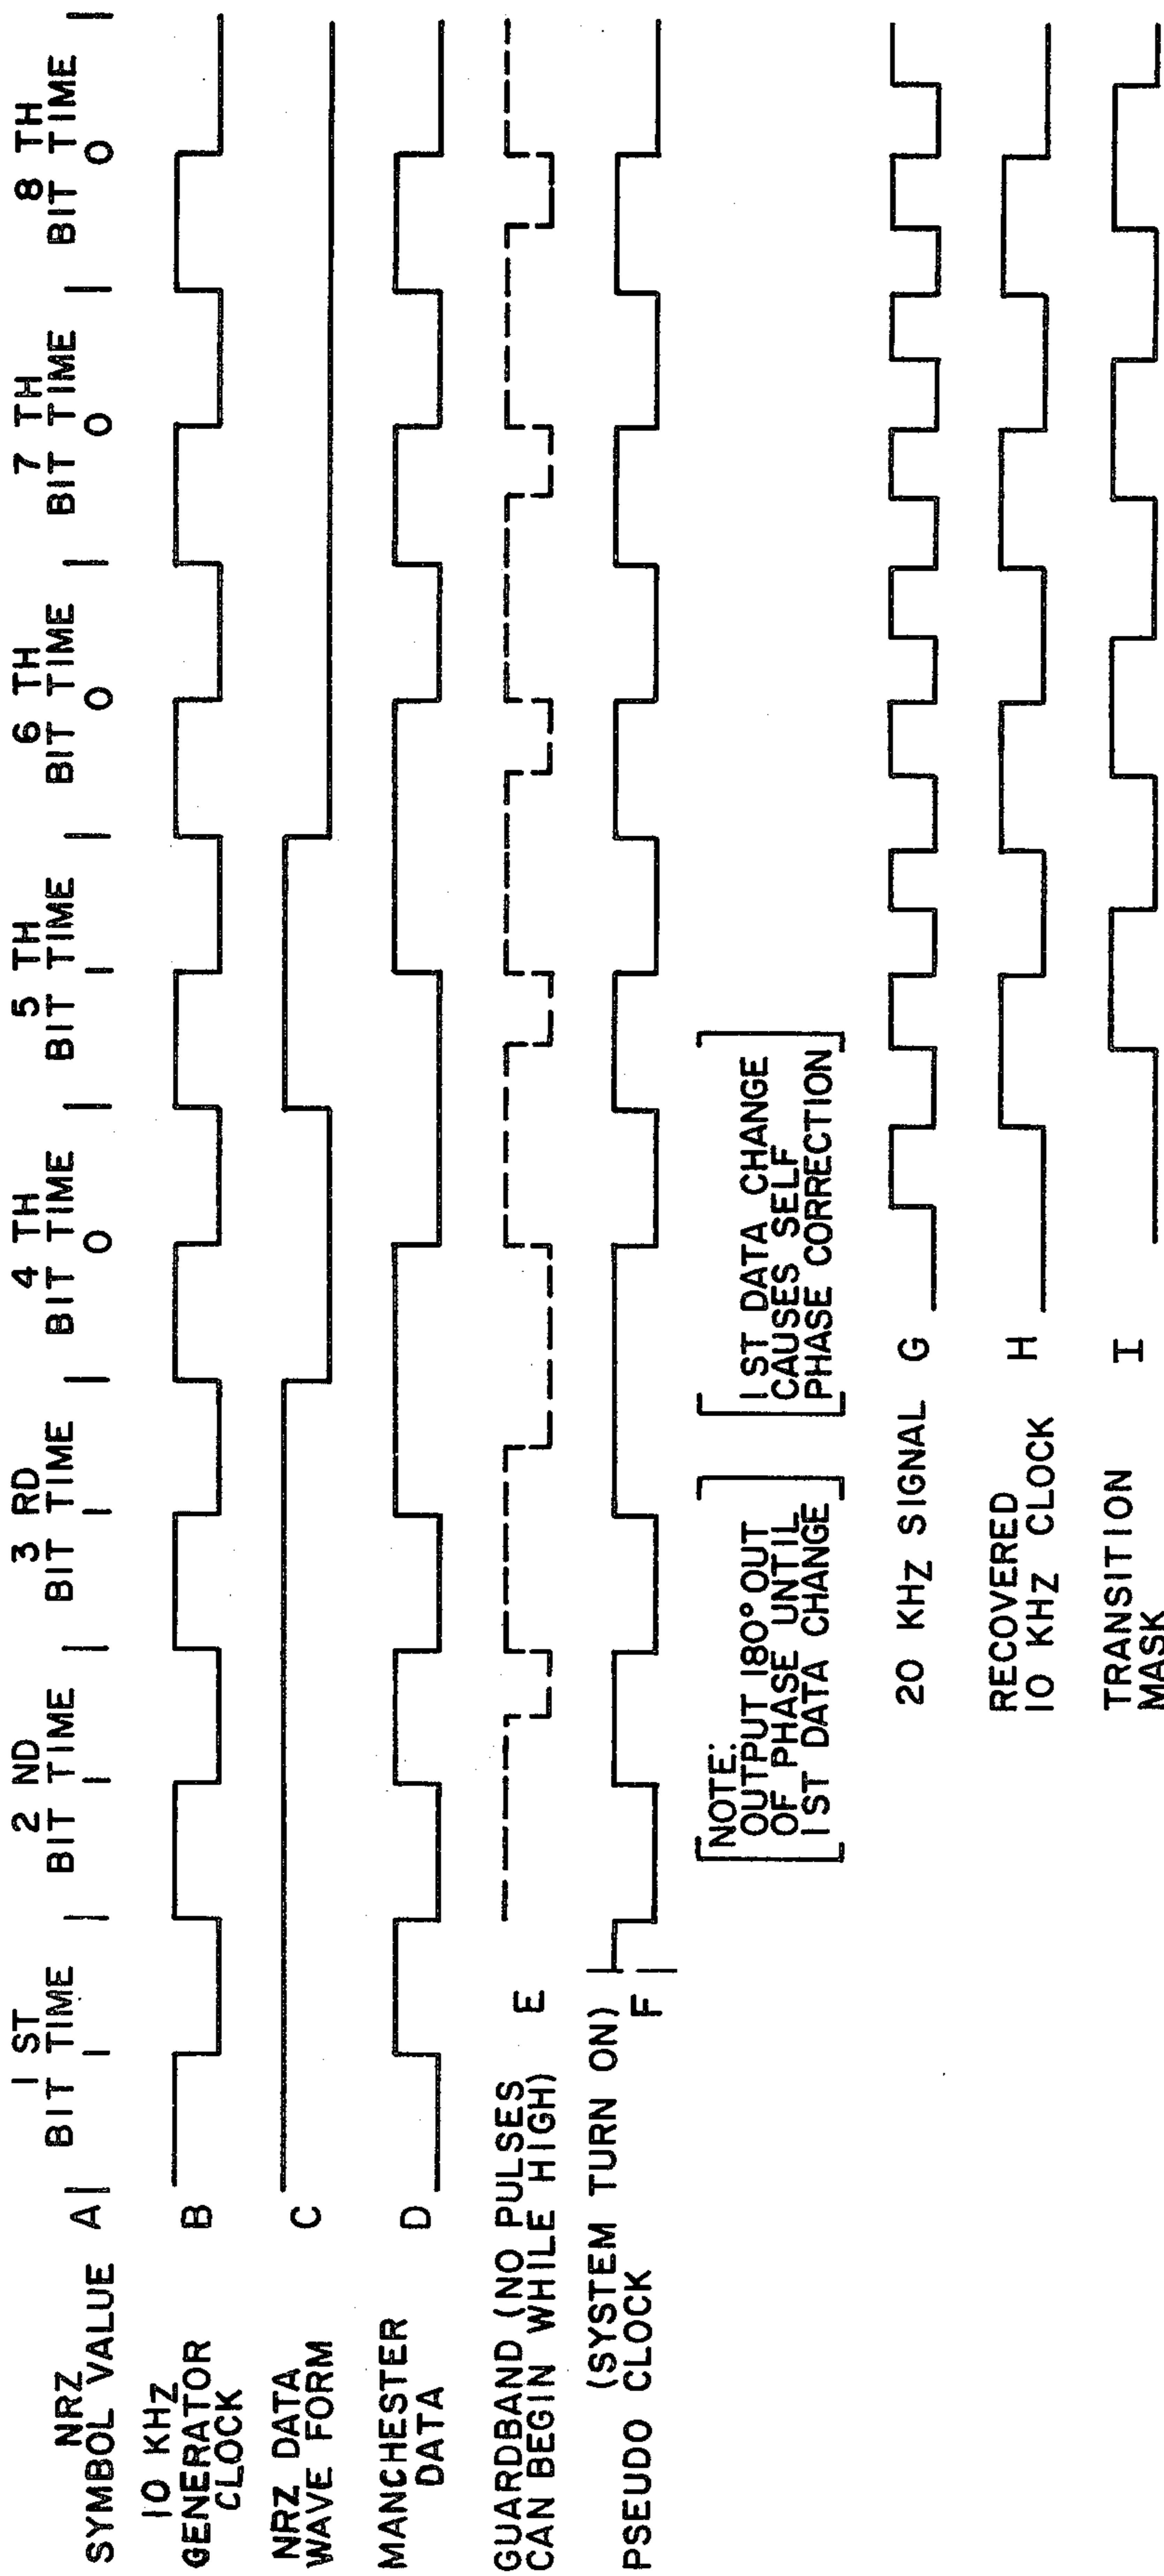 1 ST
BIT TIME
2 ND
BIT TIME
3 RD
BIT TIME
4 TH
BIT TIME
5 TH
BIT TIME
6 TH
BIT TIME
7 TH
BIT TIME
8 TH
BIT TIME
NRZ
SYMBOL VALUE A 1 1 1 0 1 0 0 0
10 KHZ
GENERATOR
CLOCK
B
NRZ DATA
WAVE FORM
C
MANCHESTER
DATA
D
GUARDBAND (NO PULSES
CAN BEGIN WHILE HIGH)
E
(SYSTEM TURN ON)
PSEUDO CLOCK F
[NOTE:
OUTPUT 180° OUT
OF PHASE UNTIL
1ST DATA CHANGE]
[1ST DATA CHANGE
CAUSES SELF
PHASE CORRECTION]
20 KHZ SIGNAL G
RECOVERED
10 KHZ CLOCK
H
TRANSITION
MASK
I